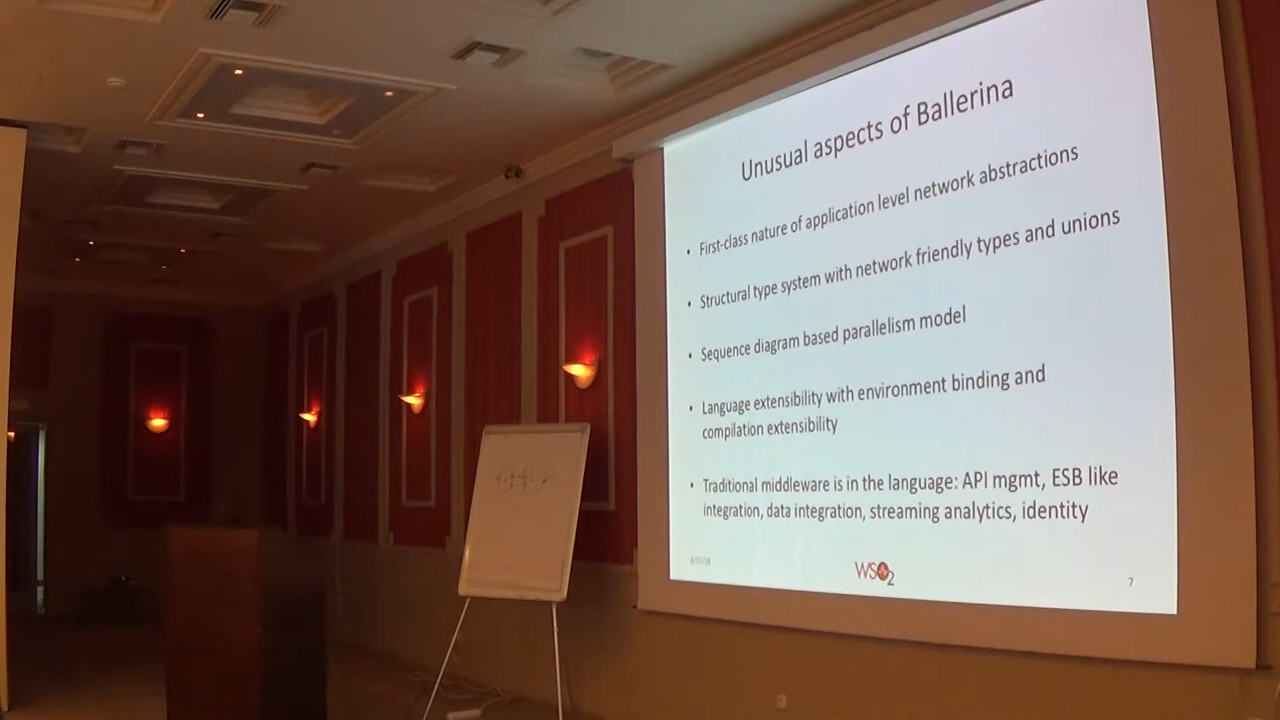 Unusual aspects of Ballerina
• First-class nature of application level network abstractions
• Structural type system with network friendly types and unions
• Sequence diagram based parallelism model
• Language extensibility with environment binding and
compilation extensibility
• Traditional middleware is in the language: API mgmt, ESB like
integration, data integration, streaming analytics, identity
WSO2
7